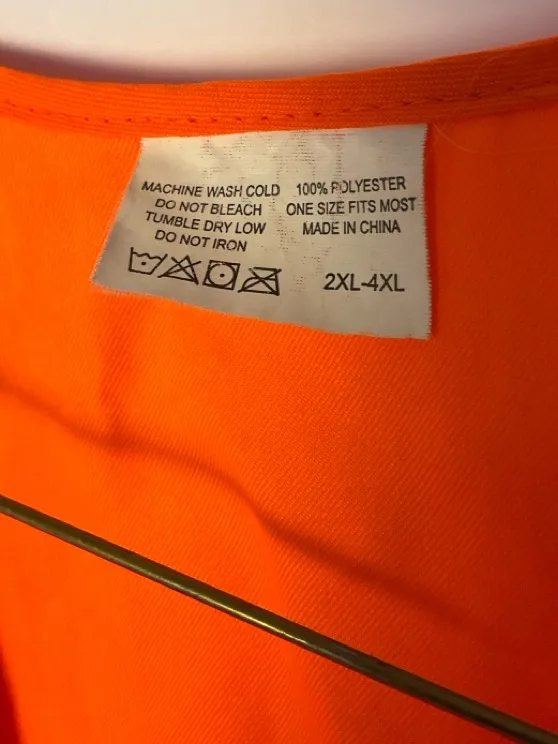 MACHINE WASH COLD
DO NOT BLEACH
TUMBLE DRY LOW
DO NOT IRON
100% POLYESTER
ONE SIZE FITS MOST
MADE IN CHINA
2XL-4XL